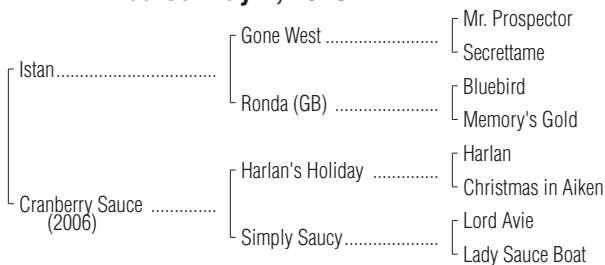 Gone West ........................
Mr. Prospector
Secrettame
Istan..................................
Ronda (GB) ......................
Bluebird
Memory's Gold
Harlan's Holiday ..............
Harlan
Christmas in Aiken
Cranberry Sauce ..............
(2006)
Simply Saucy....................
Lord Avie
Lady Sauce Boat